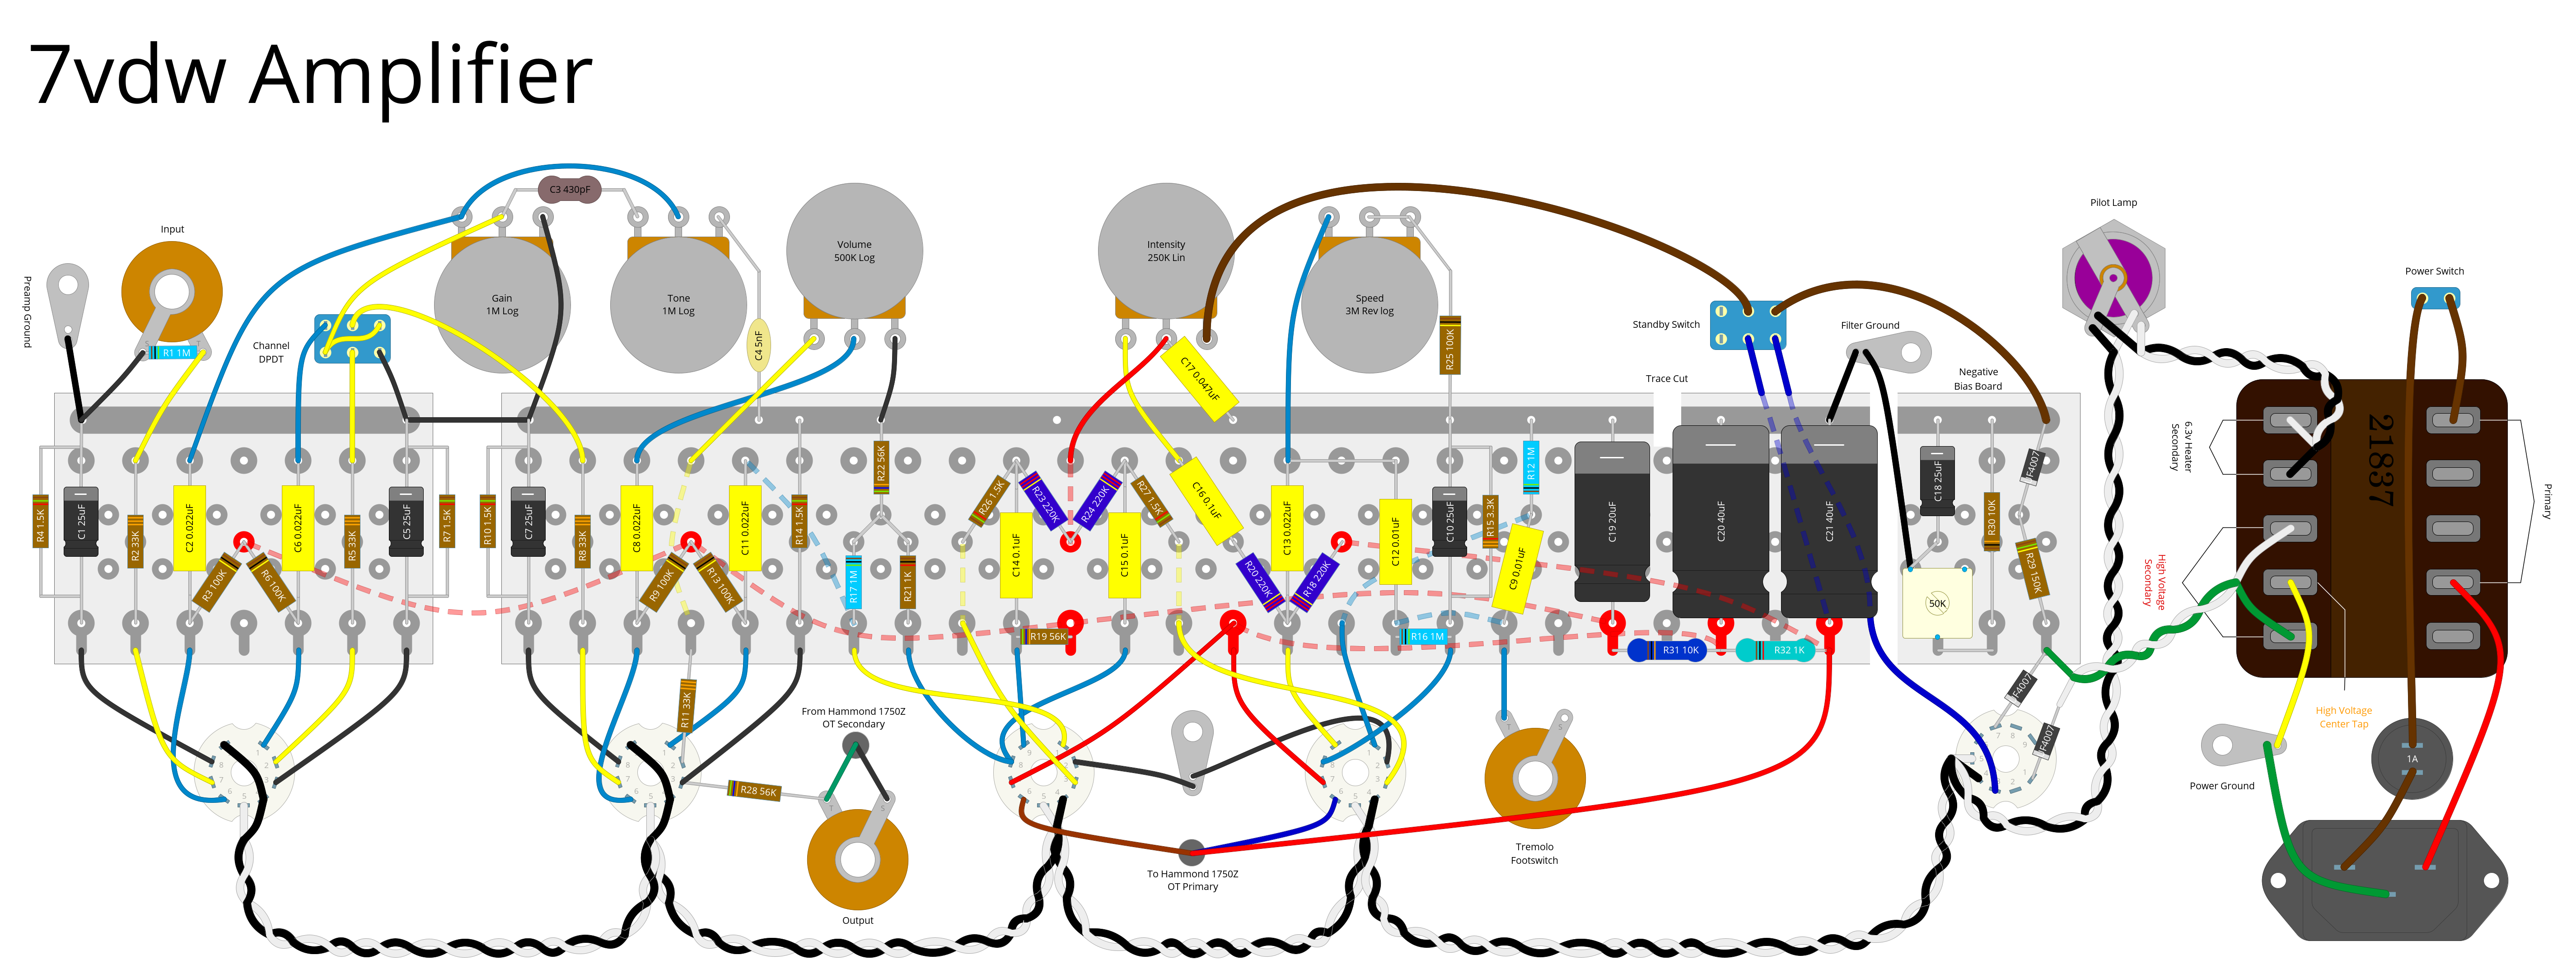 7vdw Amplifier
Preamp Ground
Input
R1 1M
Channel
DPDT
C3 430pF
Gain
1M Log
Tone
1M Log
C4 5nF
Volume
500K Log
Intensity
250K Lin
C17 0.047uF
Speed
3M Rev log
R25 100K
Standby Switch
Trace Cut
Filter Ground
Negative
Bias Board
Pilot Lamp
Power Switch
R4 1.5K
C1 25uF
R2 33K
C2 0.022uF
R3 100K
R6 100K
C6 0.022uF
R5 33K
C5 25uF
R7 1.5K
R10 1.5K
C7 25uF
R8 33K
C8 0.022uF
R9 100K
R13 100K
C11 0.022uF
R14 1.5K
R17 1M
R22 56K
R21 1K
R26 1.5K
C14 0.1uF
R23 220K
R19 56K
R24 220K
C15 0.1uF
R27 1.5K
C16 0.1uF
R20 220K
C13 0.022uF
R18 220K
C12 0.01uF
R16 1M
C10 25uF
R15 3.3K
R12 1M
C9 0.01uF
C19 20uF
R31 10K
C20 40uF
R32 1K
C21 40uF
C18 25uF
50K
R30 10K
F4007
R29 150K
F4007
F4007
R11 33K
R28 56K
From Hammond 1750Z
OT Secondary
Output
To Hammond 1750Z
OT Primary
Tremolo
Footswitch
6.3v Heater
Secondary
High Voltage
Secondary
21887
Primary
High Voltage
Center Tap
Power Ground
1A